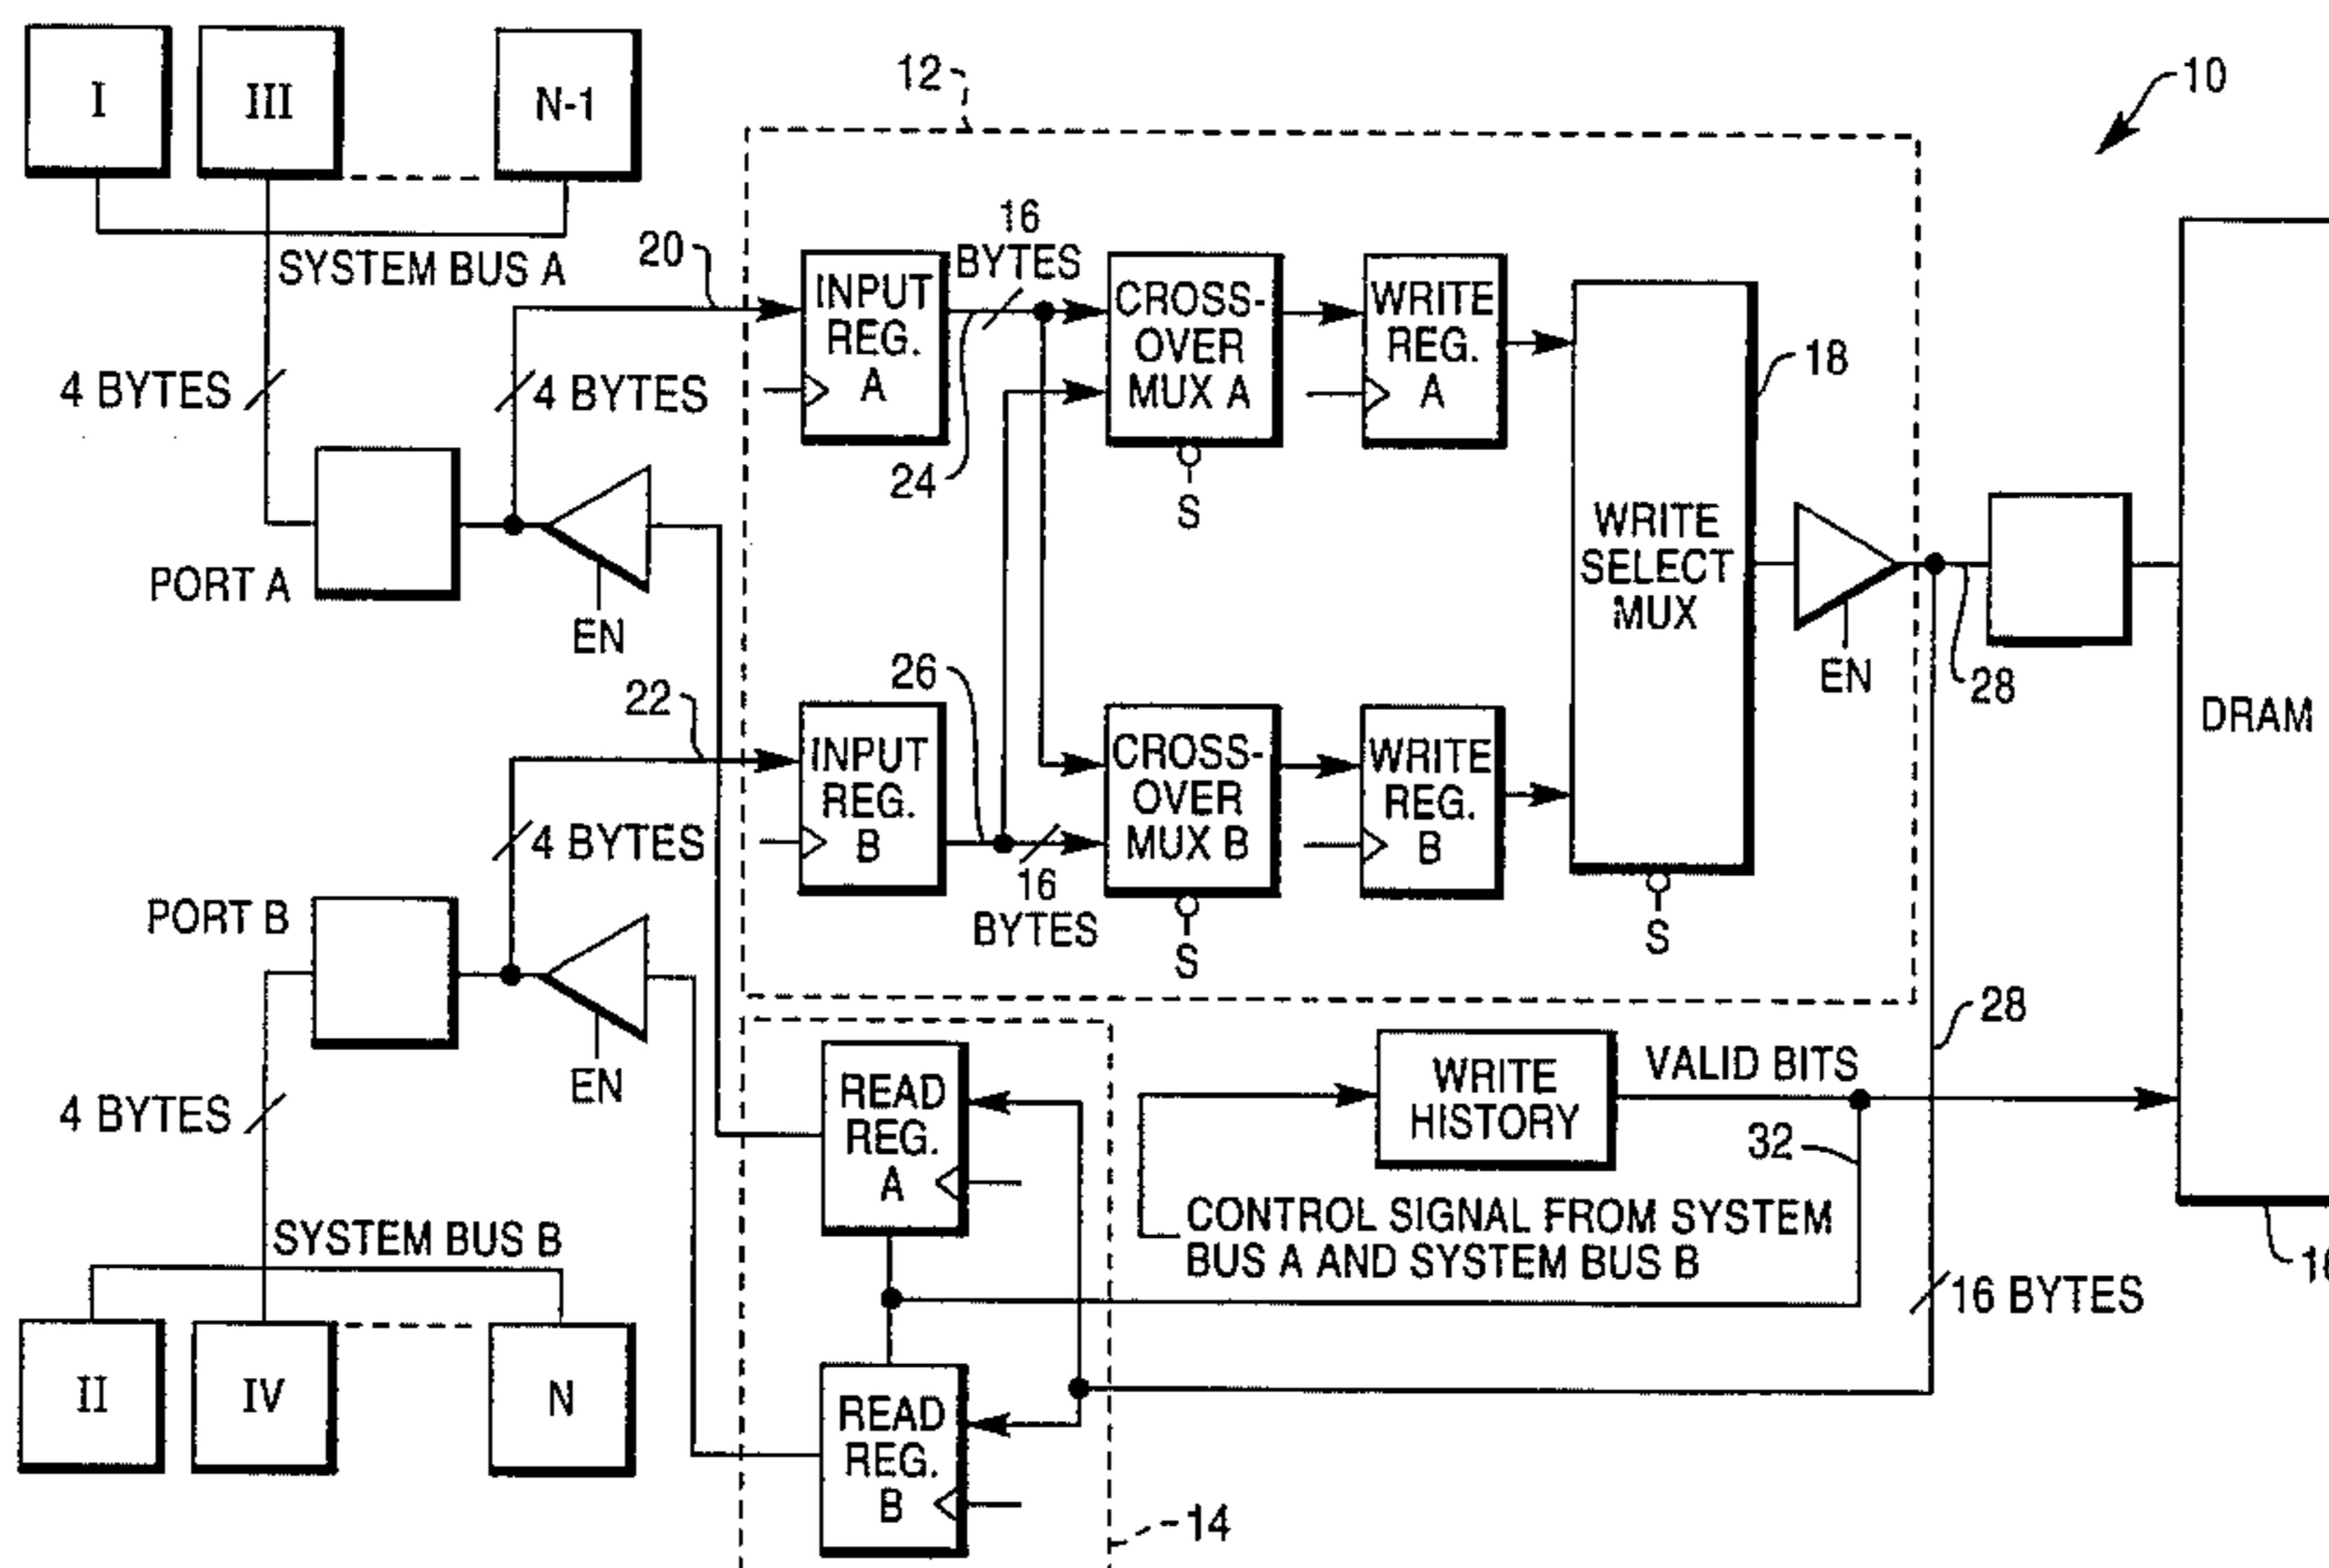 I
III
N-1
12
10
SYSTEM BUS A
20
16
BYTES
INPUT
REG.
A
CROSS-
OVER
MUX A
WRITE
REG.
A
18
4 BYTES
4 BYTES
24
S
WRITE
SELECT
MUX
PORT A
EN
EN
28
22
26
DRAM
INPUT
REG.
B
CROSS-
OVER
MUX B
WRITE
REG.
B
4 BYTES
16
BYTES
S
S
PORT B
EN
28
4 BYTES
READ
REG.
A
WRITE
HISTORY
VALID BITS
32
CONTROL SIGNAL FROM SYSTEM
BUS A AND SYSTEM BUS B
SYSTEM BUS B
16 BYTES
II
IV
N
READ
REG.
B
14